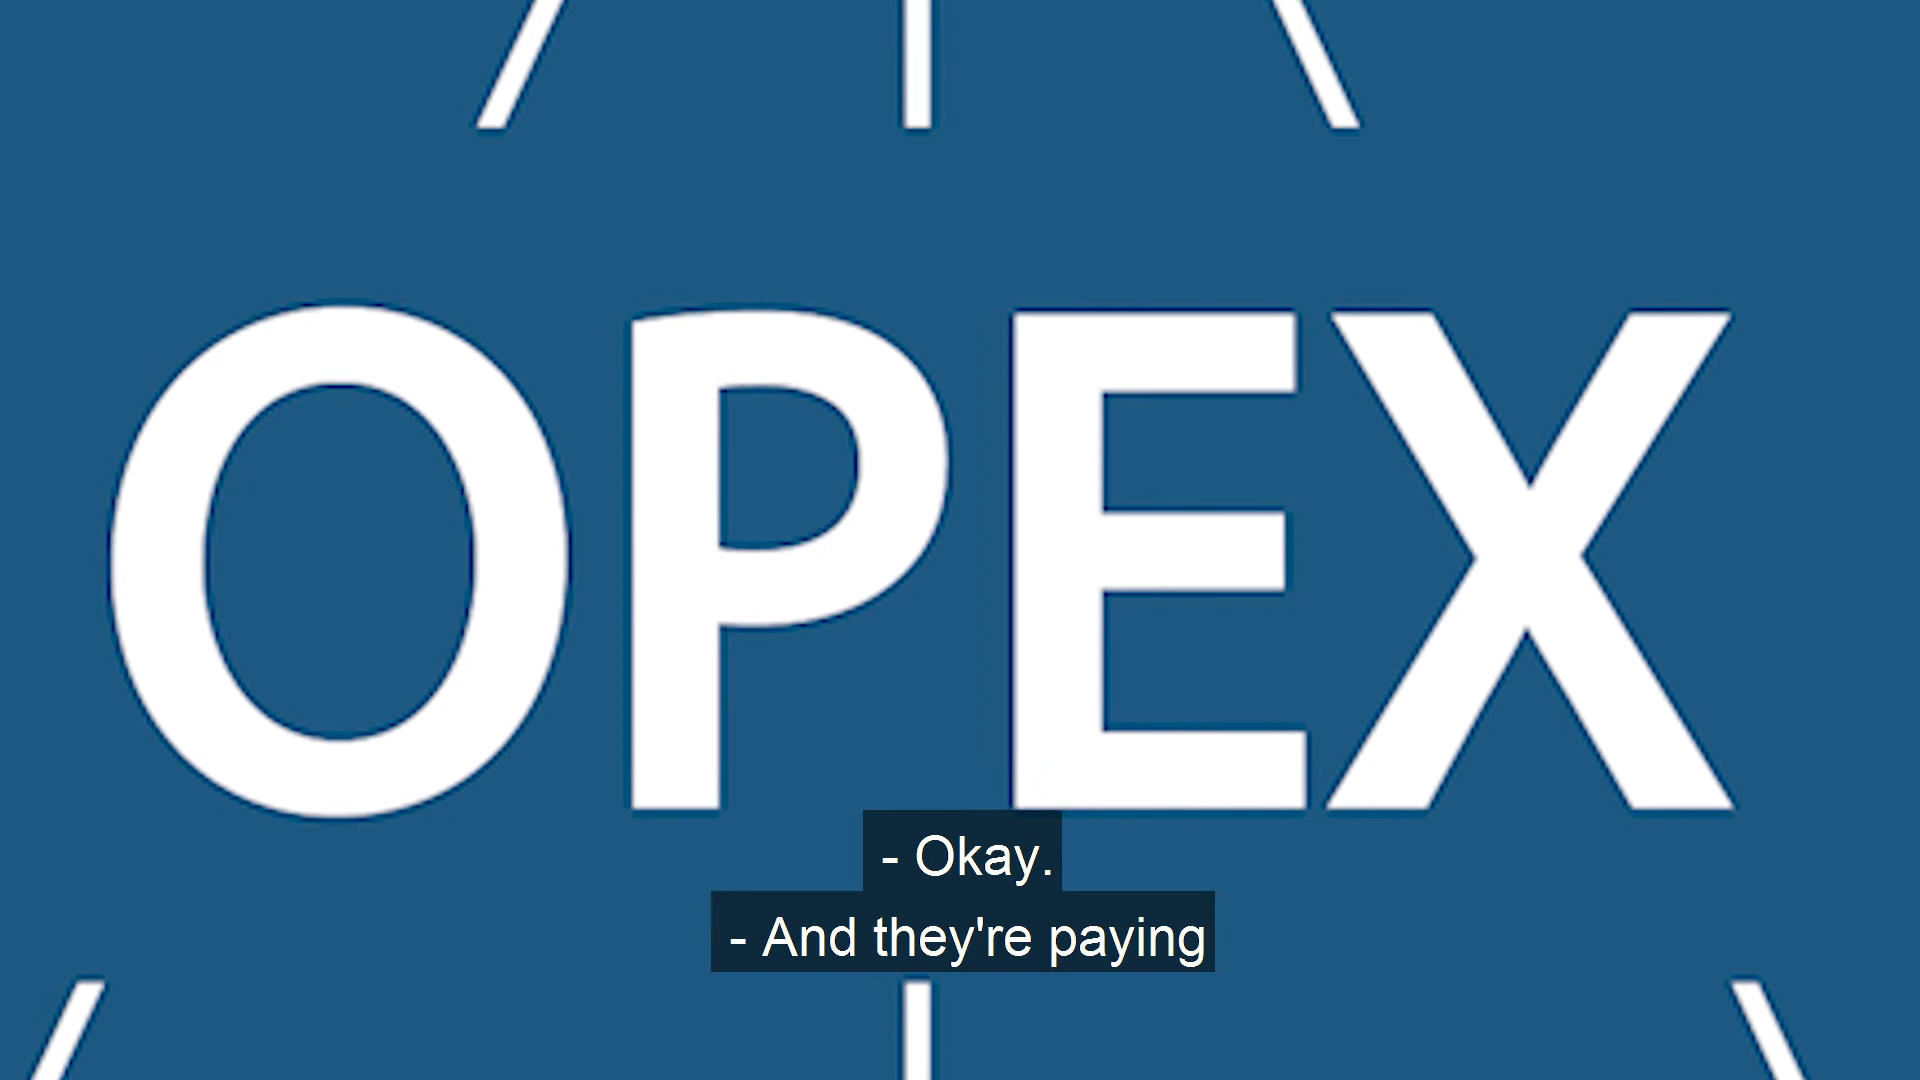 OPEX
- Okay.
- And they're paying